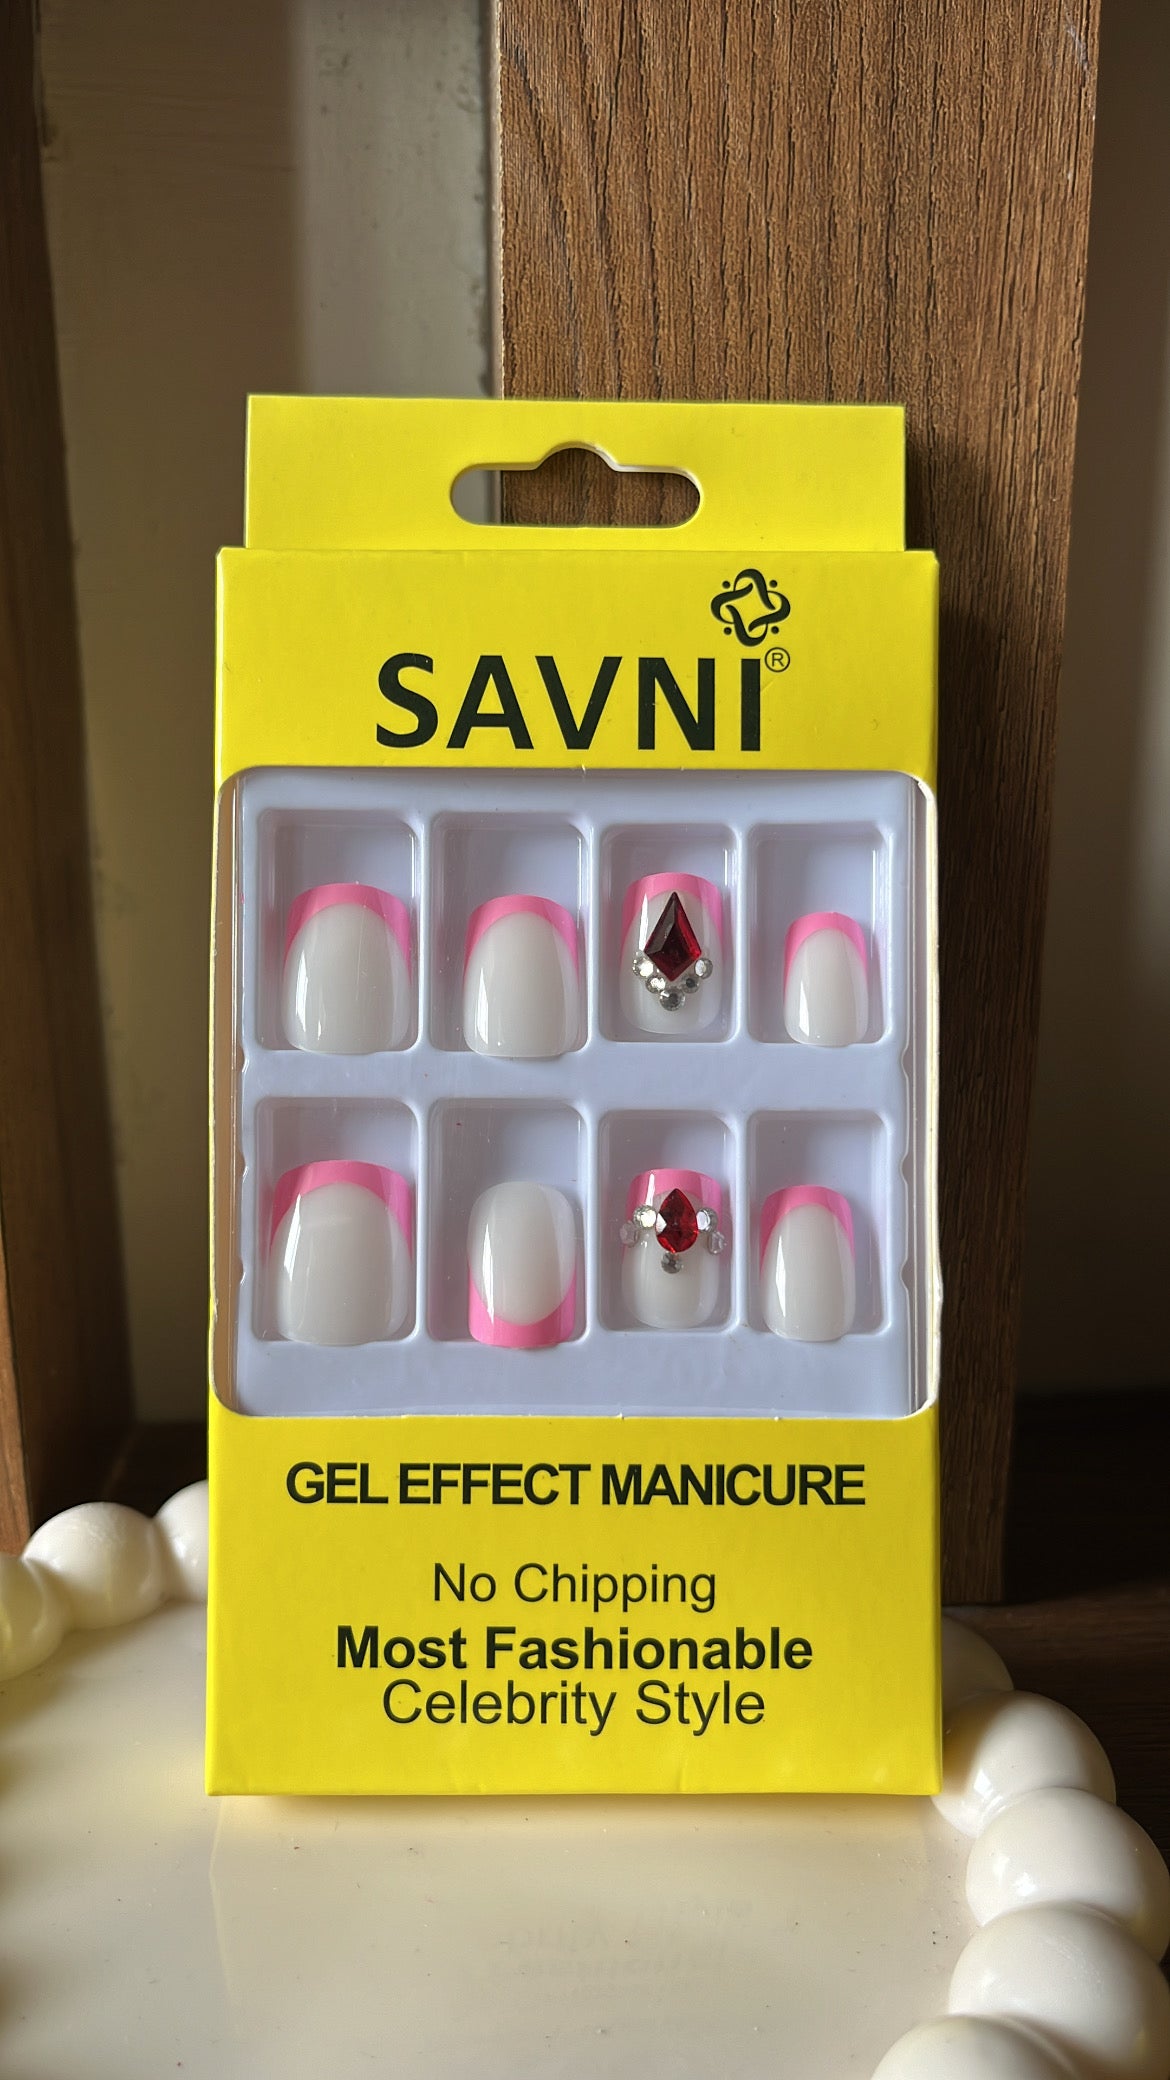 SAVNI®
GEL EFFECT MANICURE
No Chipping
Most Fashionable
Celebrity Style